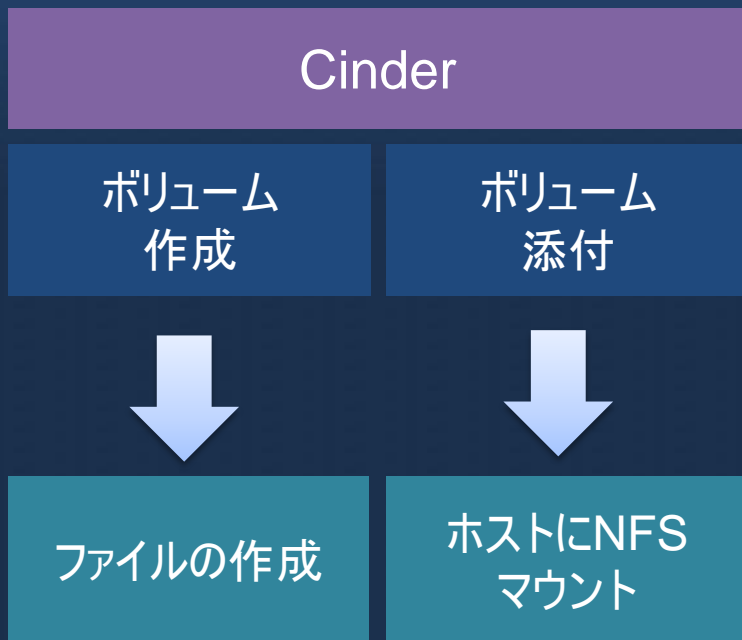 Cinder
ボリューム
作成
ボリューム
添付
ファイルの作成
ホストにNFS
マウント